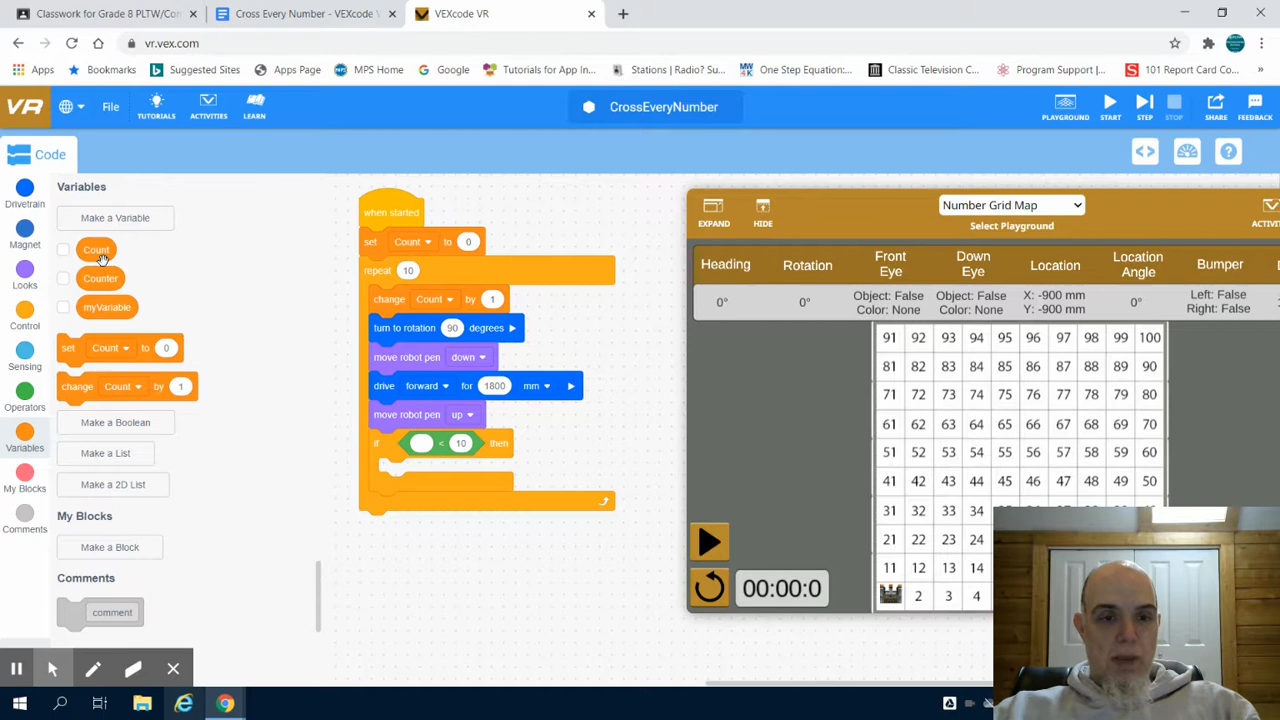 Classwork for Grade 8 PLTW/Con
Cross Every Number - VEXcode V
VEXcode VR
vr.vex.com
Apps
Bookmarks
Suggested Sites
Apps Page
MPS Home
Google
Tutorials for App In...
Stations | Radio? Su...
One Step Equation:...
Classic Television C...
Program Support |...
101 Report Card Co...
VR
File
TUTORIALS
ACTIVITIES
LEARN
CrossEveryNumber
PLAYGROUND
START
STEP
STOP
SHARE
FEEDBACK
Code
Drivetrain
Magnet
Looks
Control
Sensing
Operators
Variables
My Blocks
Comments
Variables
Make a Variable
Count
Counter
myVariable
set Count to 0
change Count by 1
Make a Boolean
Make a List
Make a 2D List
My Blocks
Make a Block
Comments
comment
when started
set Count to 0
repeat 10
change Count by 1
turn to rotation 90 degrees
move robot pen down
drive forward for 1800 mm
move robot pen up
if < 10 then
EXPAND
HIDE
Number Grid Map
Select Playground
Heading Rotation Front Eye Down Eye Location Location Angle Bumper
0° 0° Object: False Color: None Object: False Color: None X: -900 mm Y: -900 mm 0° Left: False Right: False
91 92 93 94 95 96 97 98 99 100
81 82 83 84 85 86 87 88 89 90
71 72 73 74 75 76 77 78 79 80
61 62 63 64 65 66 67 68 69 70
51 52 53 54 55 56 57 58 59 60
41 42 43 44 45 46 47 48 49 50
31 32 33 34
21 22 23 24
11 12 13 14
2 3 4
00:00:0